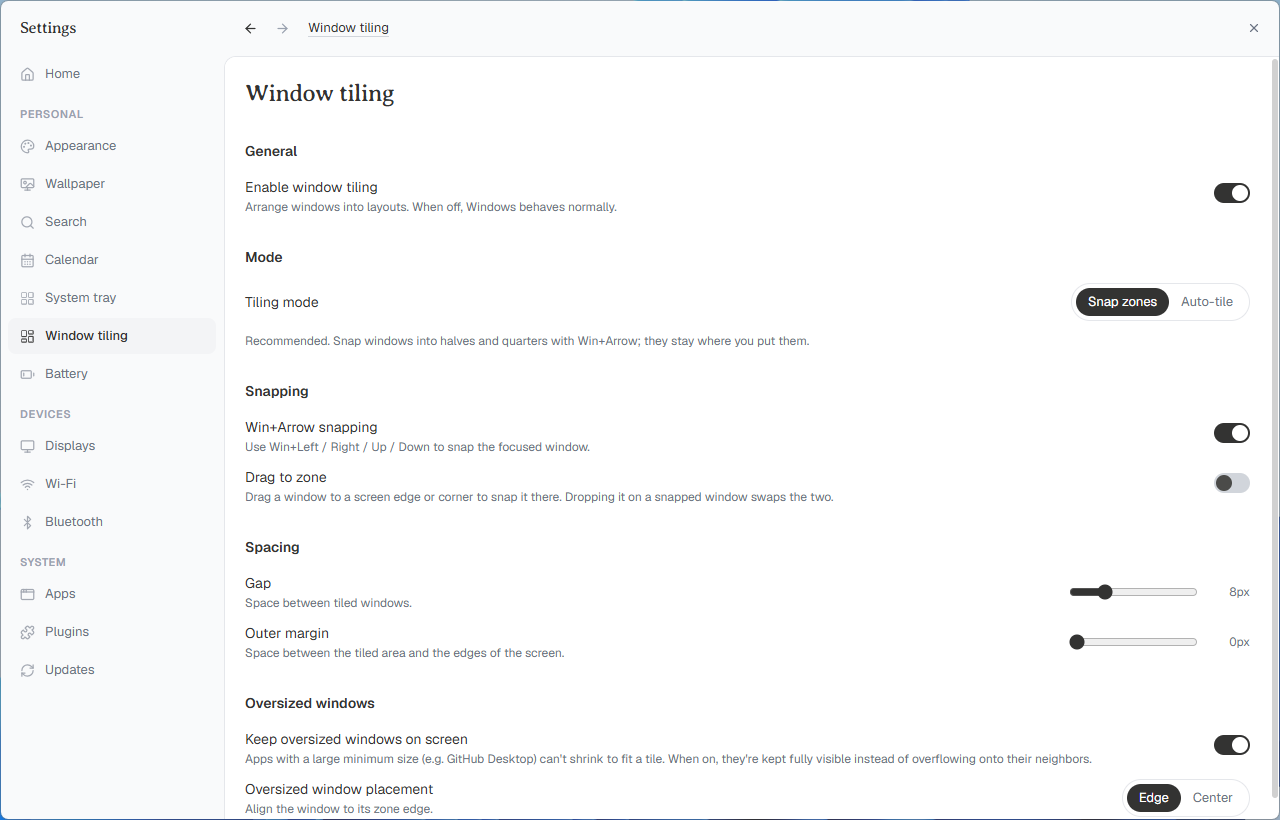 Settings
Window tiling
Home
PERSONAL
Appearance
Wallpaper
Search
Calendar
System tray
Window tiling
Battery
DEVICES
Displays
Wi-Fi
Bluetooth
SYSTEM
Apps
Plugins
Updates
Window tiling
General
Enable window tiling
Arrange windows into layouts. When off, Windows behaves normally.
Mode
Tiling mode
Snap zones
Auto-tile
Recommended. Snap windows into halves and quarters with Win+Arrow; they stay where you put them.
Snapping
Win+Arrow snapping
Use Win+Left / Right / Up / Down to snap the focused window.
Drag to zone
Drag a window to a screen edge or corner to snap it there. Dropping it on a snapped window swaps the two.
Spacing
Gap
Space between tiled windows.
8px
Outer margin
Space between the tiled area and the edges of the screen.
0px
Oversized windows
Keep oversized windows on screen
Apps with a large minimum size (e.g. GitHub Desktop) can't shrink to fit a tile. When on, they're kept fully visible instead of overflowing onto their neighbors.
Oversized window placement
Align the window to its zone edge.
Edge
Center